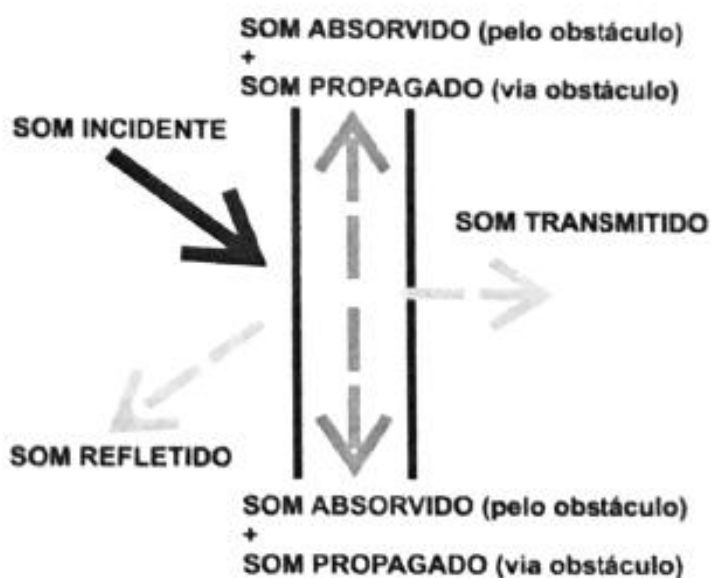 SOM ABSORVIDO (pelo obstáculo)
+
SOM PROPAGADO (via obstáculo)
SOM INCIDENTE
SOM TRANSMITIDO
SOM REFLETIDO
SOM ABSORVIDO (pelo obstáculo)
+
SOM PROPAGADO (via obstáculo)